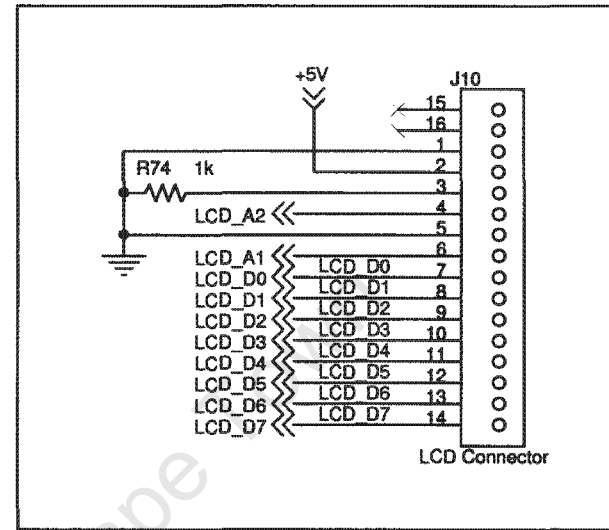 +5V
J10
15
16
1
R74 1k
2
3
LCD_A2
4
5
LCD_A1
6
LCD_D0 LCD_D0 7
LCD_D1 LCD_D1 8
LCD_D2 LCD_D2 9
LCD_D3 LCD_D3 10
LCD_D4 LCD_D4 11
LCD_D5 LCD_D5 12
LCD_D6 LCD_D6 13
LCD_D7 LCD_D7 14
LCD Connector